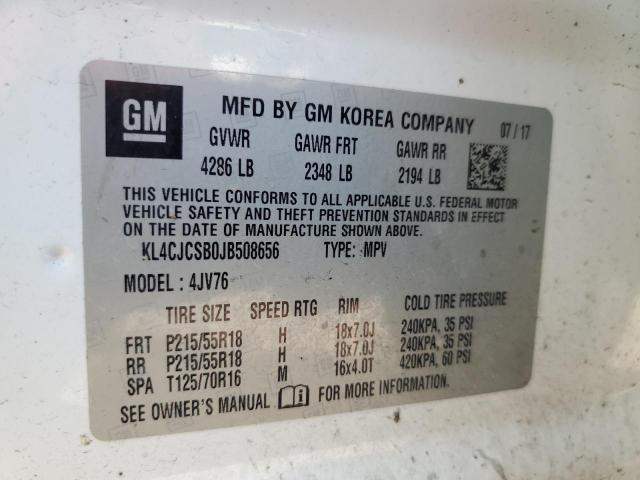 GM
MFD BY GM KOREA COMPANY 07/17
GVWR GAWR FRT GAWR RR
4286 LB 2348 LB 2194 LB
THIS VEHICLE CONFORMS TO ALL APPLICABLE U.S. FEDERAL MOTOR
VEHICLE SAFETY AND THEFT PREVENTION STANDARDS IN EFFECT
ON THE DATE OF MANUFACTURE SHOWN ABOVE.
KL4CJCSB0JB508656 TYPE: MPV
MODEL: 4JV76
TIRE SIZE SPEED RTG RIM COLD TIRE PRESSURE
FRT P215/55R18 H 18x7.0J 240KPA, 35 PSI
RR P215/55R18 H 18x7.0J 240KPA, 35 PSI
SPA T125/70R16 M 16x4.0T 420KPA, 60 PSI
SEE OWNER'S MANUAL FOR MORE INFORMATION.